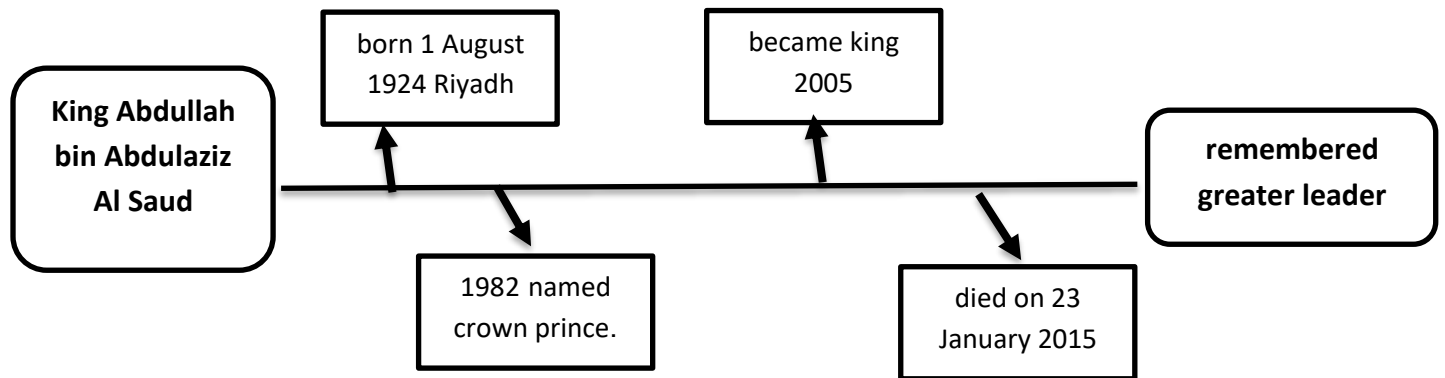 King Abdullah
bin Abdulaziz
Al Saud
born 1 August
1924 Riyadh
1982 named
crown prince.
became king
2005
died on 23
January 2015
remembered
greater leader